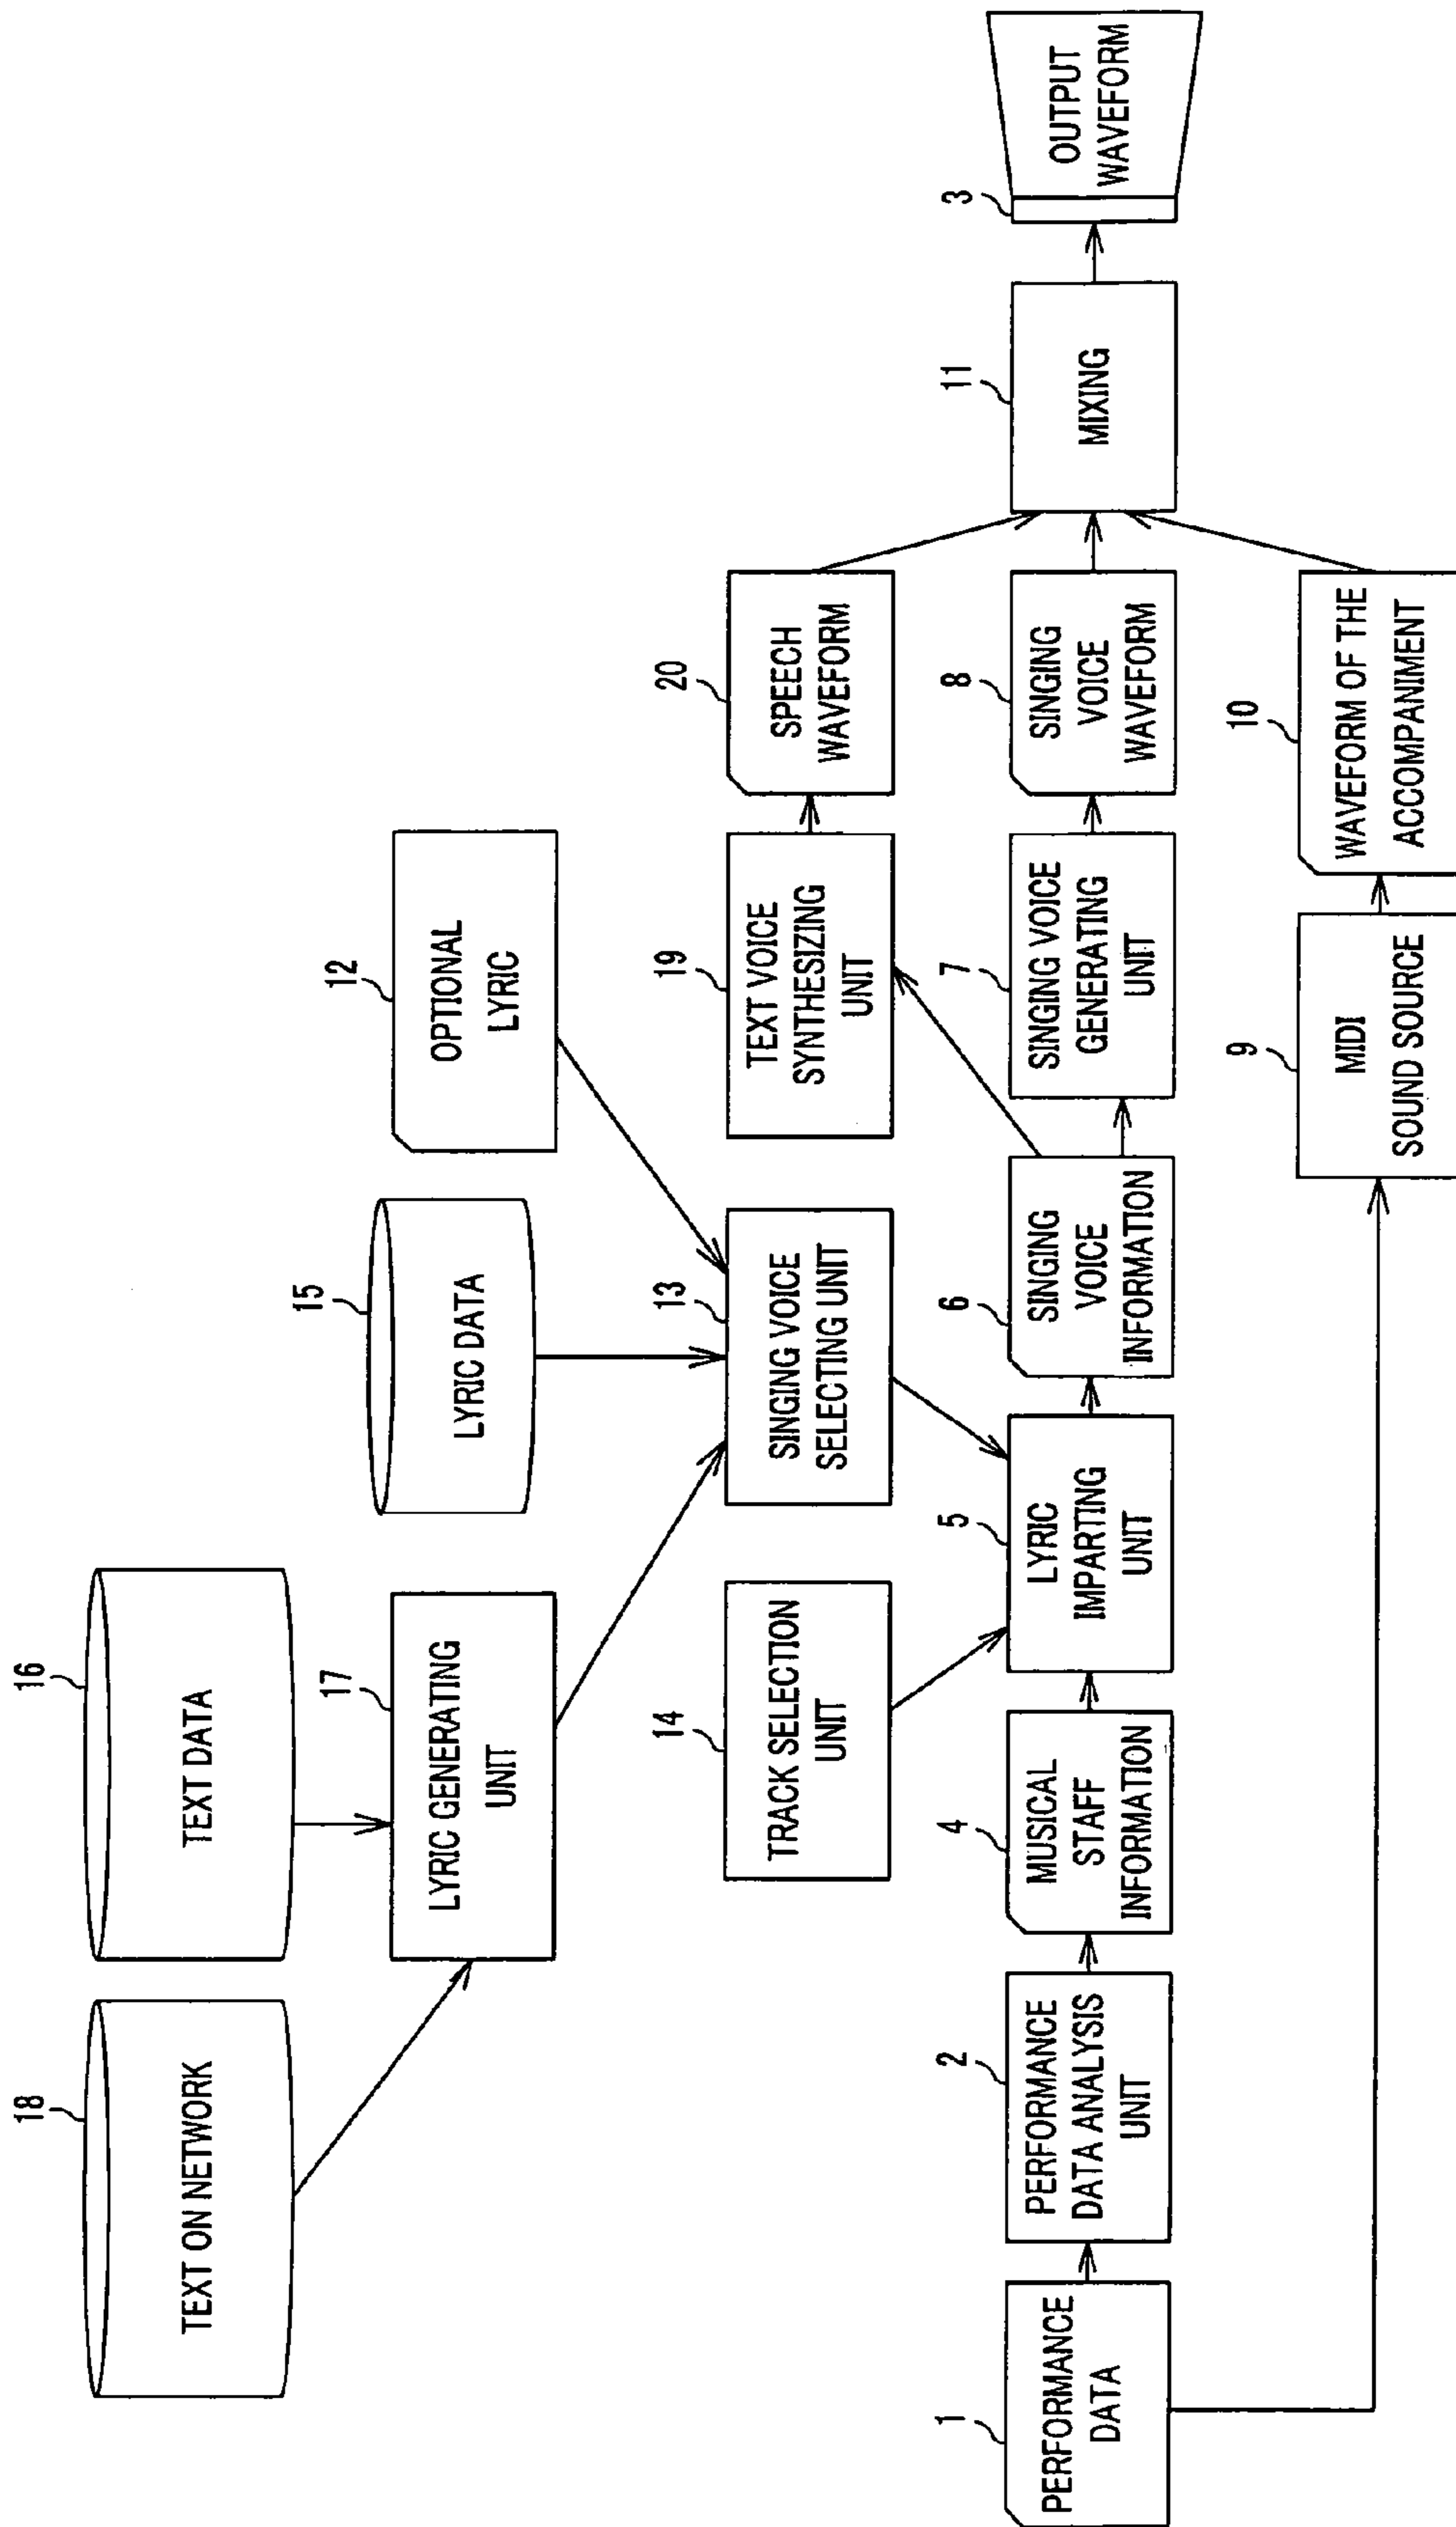 18
TEXT ON NETWORK
16
TEXT DATA
17
LYRIC GENERATING
UNIT
15
LYRIC DATA
12
OPTIONAL
LYRIC
14
TRACK SELECTION
UNIT
13
SINGING VOICE
SELECTING UNIT
19
TEXT VOICE
SYNTHESIZING
UNIT
20
SPEECH
WAVEFORM
1
PERFORMANCE
DATA
2
PERFORMANCE
DATA ANALYSIS
UNIT
4
MUSICAL
STAFF
INFORMATION
5
LYRIC
IMPARTING
UNIT
6
SINGING
VOICE
INFORMATION
7
SINGING VOICE
GENERATING
UNIT
8
SINGING
VOICE
WAVEFORM
11
MIXING
3
OUTPUT
WAVEFORM
9
MIDI
SOUND SOURCE
10
WAVEFORM OF THE
ACCOMPANIMENT